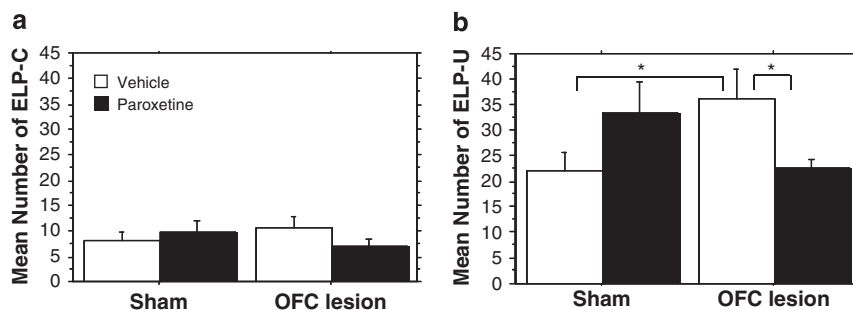 a
Mean Number of ELP-C
45
40
35
30
25
20
15
10
5
0
Vehicle
Paroxetine
Sham
OFC lesion
b
Mean Number of ELP-U
45
40
35
30
25
20
15
10
5
0
*
*
Sham
OFC lesion